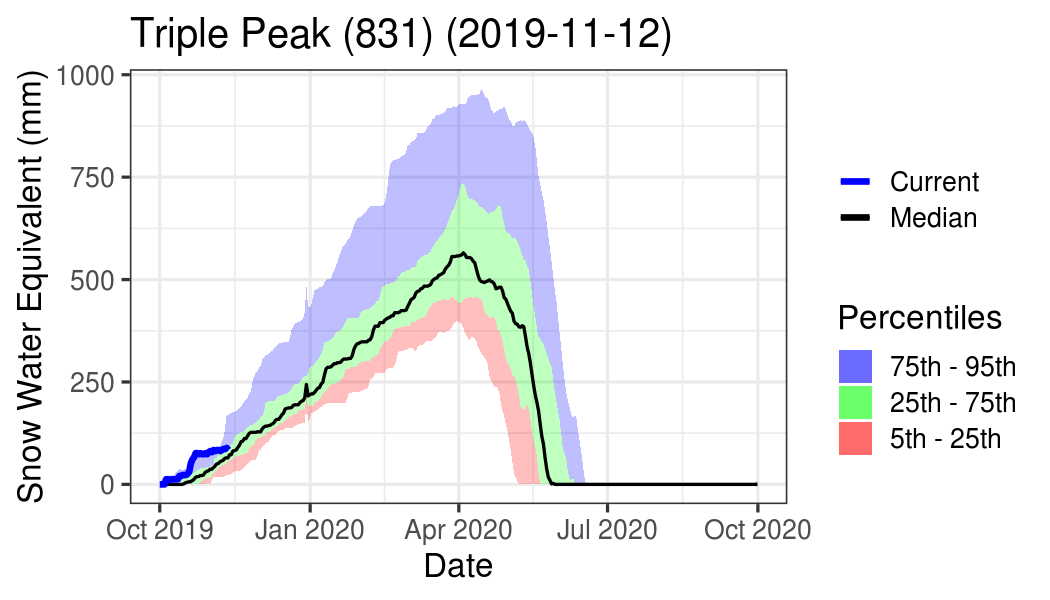 Triple Peak (831) (2019-11-12)
Snow Water Equivalent (mm)
1000
750
500
250
0
Oct 2019
Jan 2020
Apr 2020
Jul 2020
Oct 2020
Date
Current
Median
Percentiles
75th - 95th
25th - 75th
5th - 25th